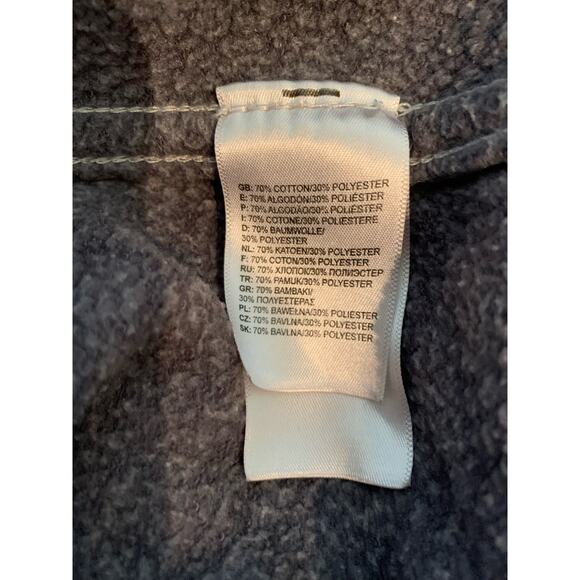 GB: 70% COTTON/30% POLYESTER
E: 70% ALGODÓN/30% POLIÉSTER
P: 70% ALGODÃO/30% POLIÉSTER
I: 70% COTONE/30% POLIESTERE
D: 70% BAUMWOLLE/
30% POLYESTER
NL: 70% KATOEN/30% POLYESTER
F: 70% COTON/30% POLYESTER
RU: 70% ХЛОПОК/30% ПОЛИЭСТЕР
TR: 70% PAMUK/30% POLYESTER
GR: 70% ΒΑΜΒΑΚΙ/
30% ΠΟΛΥΕΣΤΕΡΑΣ
PL: 70% BAWEŁNA/30% POLIESTER
CZ: 70% BAVLNA/30% POLYESTER
SK: 70% BAVLNA/30% POLYESTER